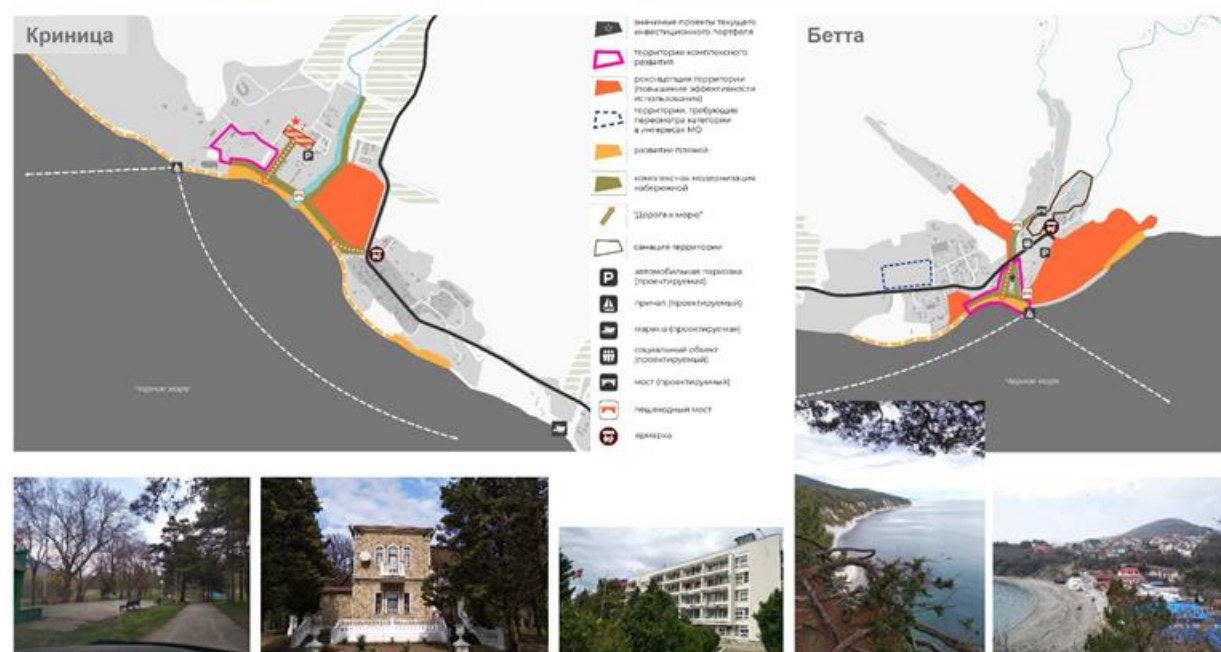 Криница
Черное море
значимые проекты текущего
инвестиционного портфеля
территории комплексного
развития
реконцепция территории
(повышение эффективности
использования)
территории, требующие
пересмотра категории
в интересах МО
развитие пляжей
комплексная модернизация
набережной
"Дорога к морю"
санация территории
P
автомобильная парковка
(проектируемая)
причал (проектируемый)
марина (проектируемая)
социальный объект
(проектируемый)
мост (проектируемый)
пешеходный мост
ярмарка
Бетта
P
Черное море